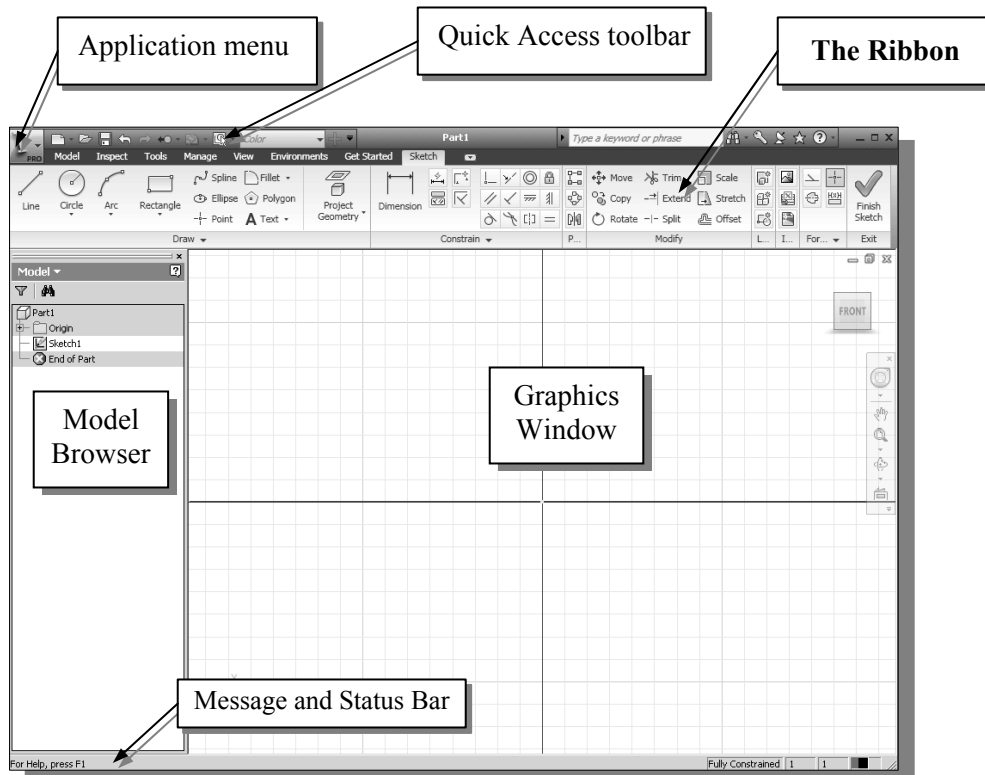 Application menu
Quick Access toolbar
The Ribbon
Color
Part1
Type a keyword or phrase
PRO
Model Inspect Tools Manage View Environments Get Started Sketch
Line
Circle
Arc
Rectangle
Spline Fillet
Ellipse Polygon
Point A Text
Project
Geometry
Dimension
Move Trim Scale
Copy Extend Stretch
Rotate Split Offset
Finish
Sketch
Draw Constrain P... Modify L... I... For... Exit
Model
Part1
Origin
Sketch1
End of Part
FRONT
Model
Browser
Graphics
Window
Message and Status Bar
For Help, press F1
Fully Constrained 1 1